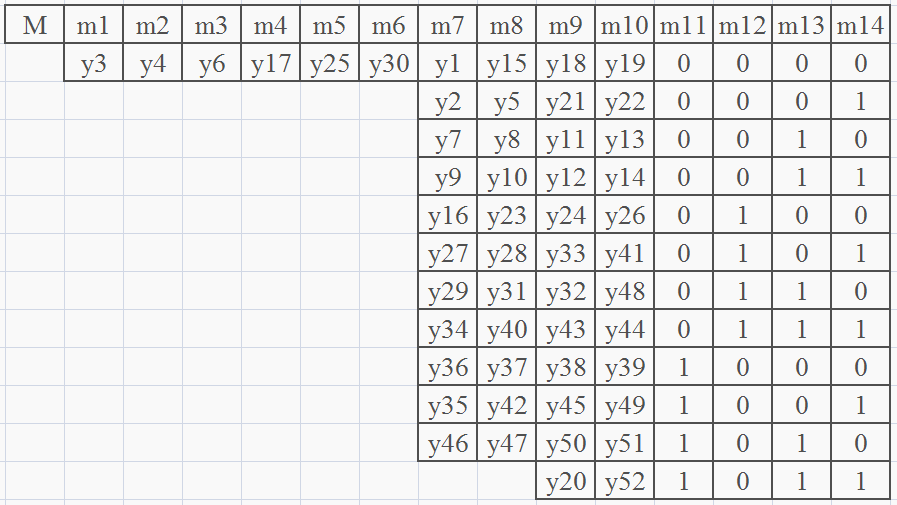 M m1 m2 m3 m4 m5 m6 m7 m8 m9 m10 m11 m12 m13 m14
y3 y4 y6 y17 y25 y30 y1 y15 y18 y19 0 0 0 0
y2 y5 y21 y22 0 0 0 1
y7 y8 y11 y13 0 0 1 0
y9 y10 y12 y14 0 0 1 1
y16 y23 y24 y26 0 1 0 0
y27 y28 y33 y41 0 1 0 1
y29 y31 y32 y48 0 1 1 0
y34 y40 y43 y44 0 1 1 1
y36 y37 y38 y39 1 0 0 0
y35 y42 y45 y49 1 0 0 1
y46 y47 y50 y51 1 0 1 0
y20 y52 1 0 1 1